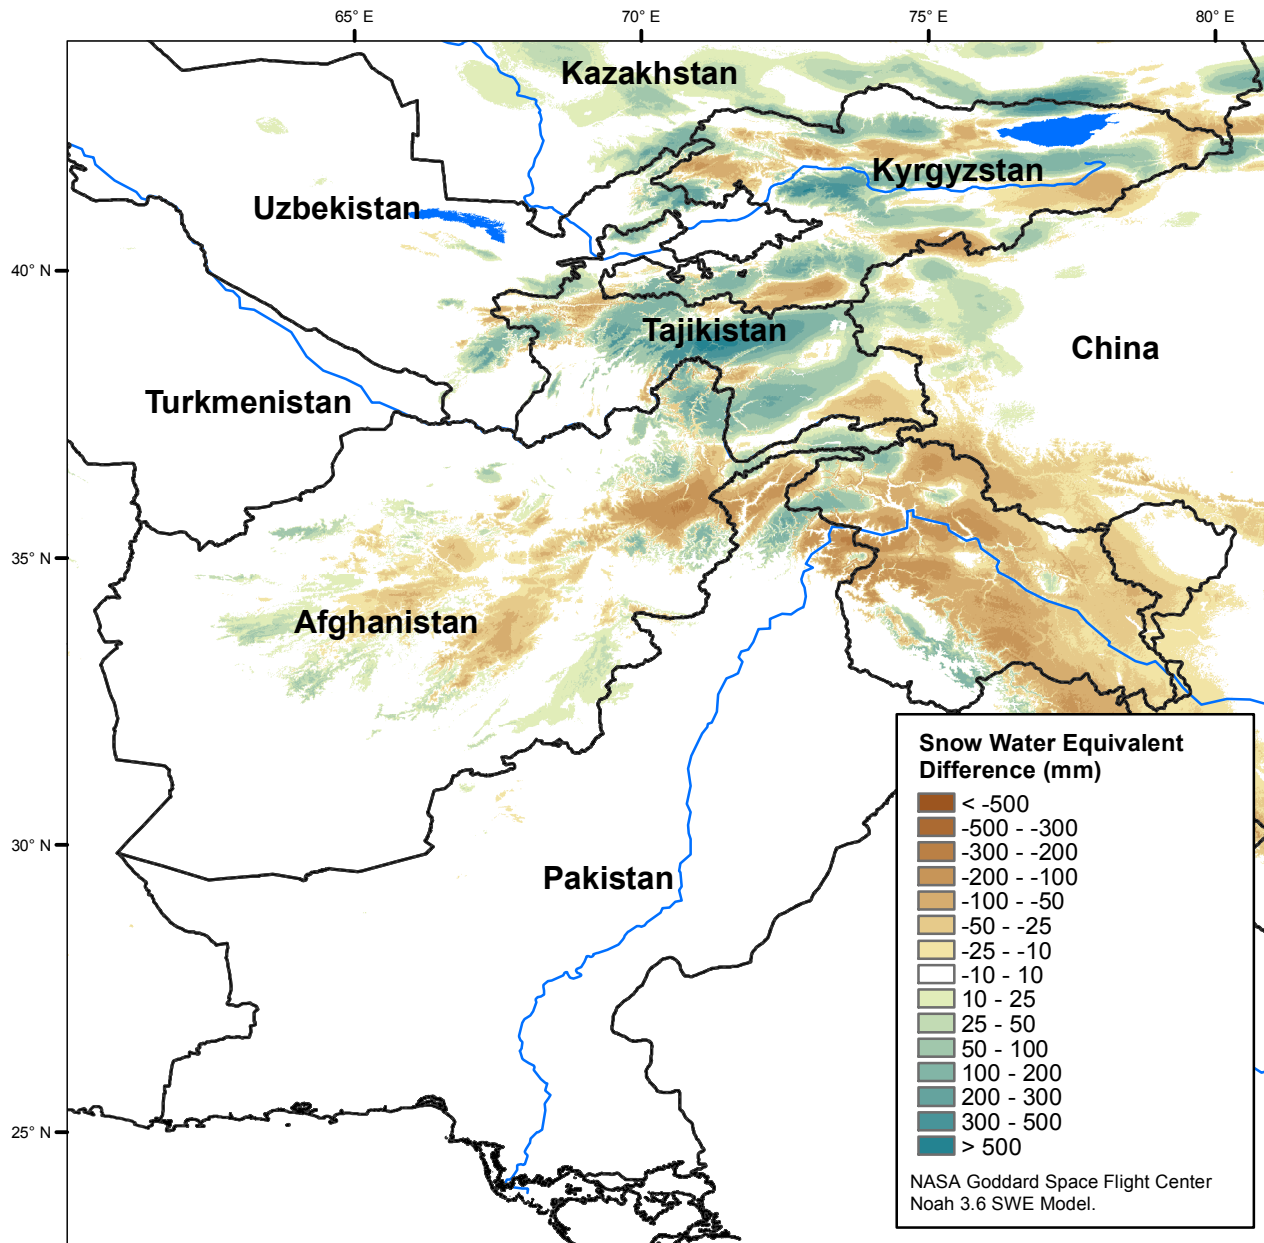 65° E
70° E
75° E
80° E
Kazakhstan
Kyrgyzstan
Uzbekistan
40° N
Tajikistan
China
Turkmenistan
35° N
Afghanistan
30° N
Pakistan
25° N
Snow Water Equivalent
Difference (mm)
< -500
-500 - -300
-300 - -200
-200 - -100
-100 - -50
-50 - -25
-25 - -10
-10 - 10
10 - 25
25 - 50
50 - 100
100 - 200
200 - 300
300 - 500
> 500
NASA Goddard Space Flight Center
Noah 3.6 SWE Model.